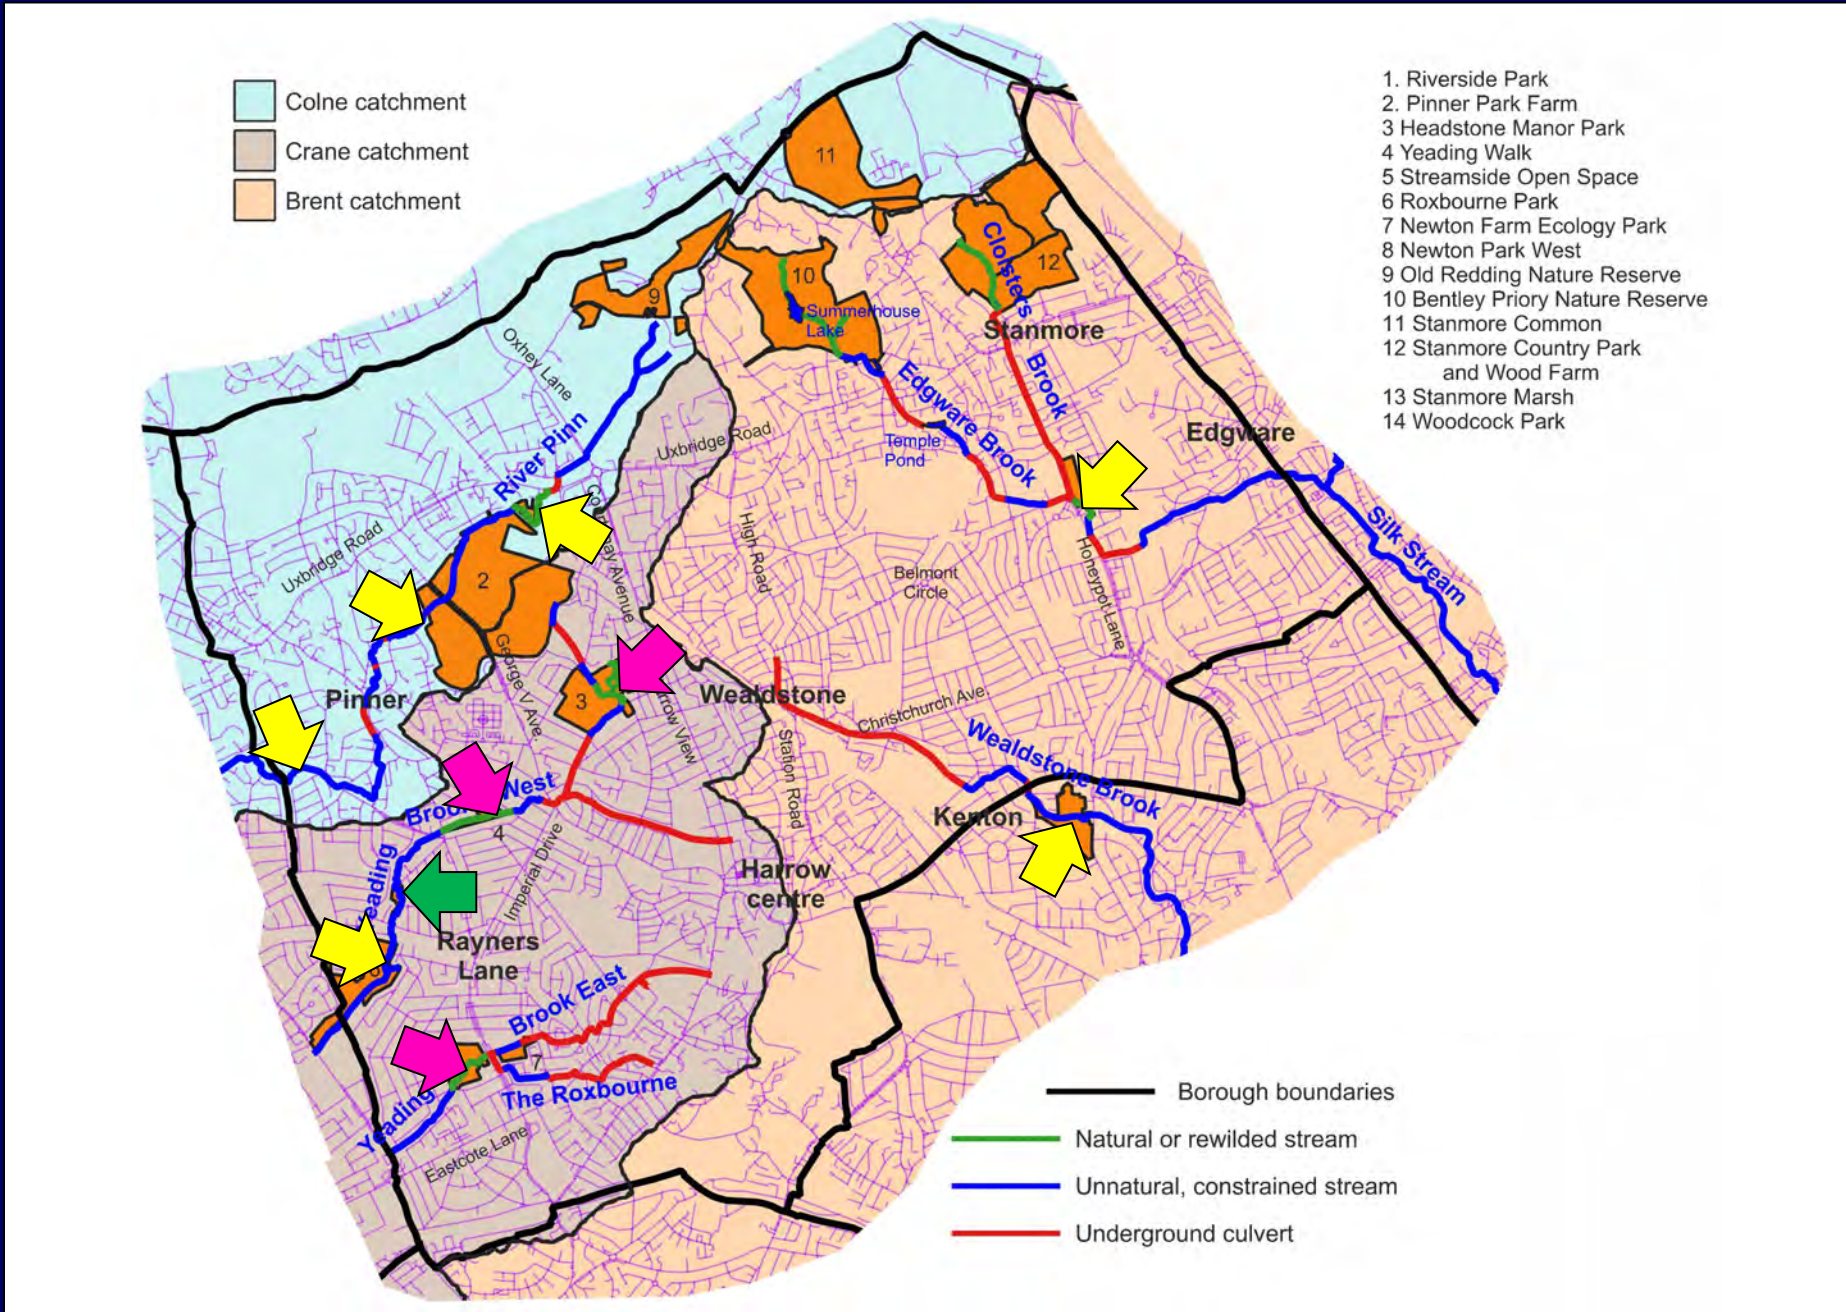 Colne catchment
Crane catchment
Brent catchment
1. Riverside Park
2. Pinner Park Farm
3 Headstone Manor Park
4 Yeading Walk
5 Streamside Open Space
6 Roxbourne Park
7 Newton Farm Ecology Park
8 Newton Park West
9 Old Redding Nature Reserve
10 Bentley Priory Nature Reserve
11 Stanmore Common
12 Stanmore Country Park
and Wood Farm
13 Stanmore Marsh
14 Woodcock Park
11
12
10
9
Cloisters
Brook
Summerhouse
Lake
Stanmore
Oxhey Lane
Edgware Brook
Edgware
Uxbridge Road
Temple
Pond
River Pinn
Uxbridge Road
High Road
Silk Stream
Avenue
Honeypot Lane
Belmont
Circle
2
George V Ave.
3
Pinner
Wealdstone
View
Christchurch Ave.
Station Road
Wealdstone Brook
West
4
Kenton
Imperial Drive
Harrow
centre
Yeading
Rayners
Lane
Brook East
7
The Roxbourne
Yeading
Eastcote Lane
Borough boundaries
Natural or rewilded stream
Unnatural, constrained stream
Underground culvert